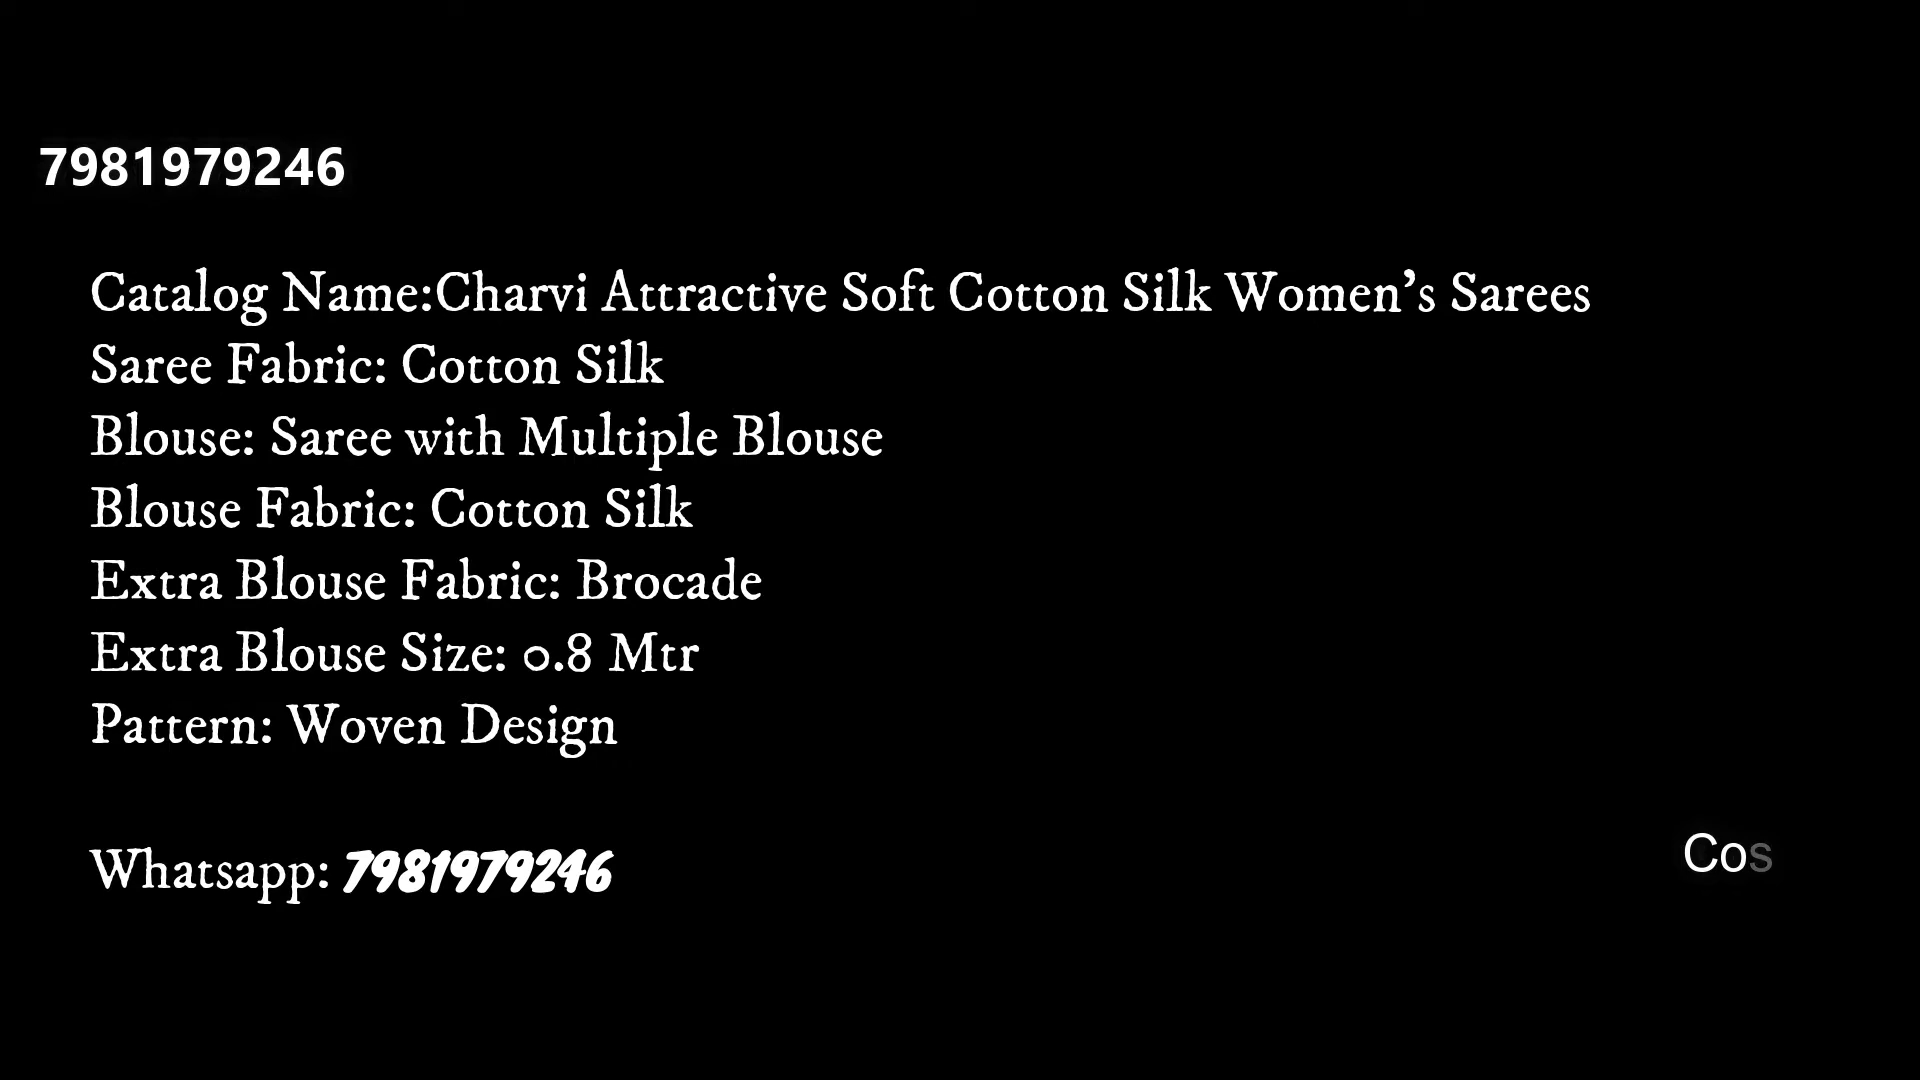 7981979246
Catalog Name:Charvi Attractive Soft Cotton Silk Women's Sarees
Saree Fabric: Cotton Silk
Blouse: Saree with Multiple Blouse
Blouse Fabric: Cotton Silk
Extra Blouse Fabric: Brocade
Extra Blouse Size: 0.8 Mtr
Pattern: Woven Design
Whatsapp: 7981979246
Cos